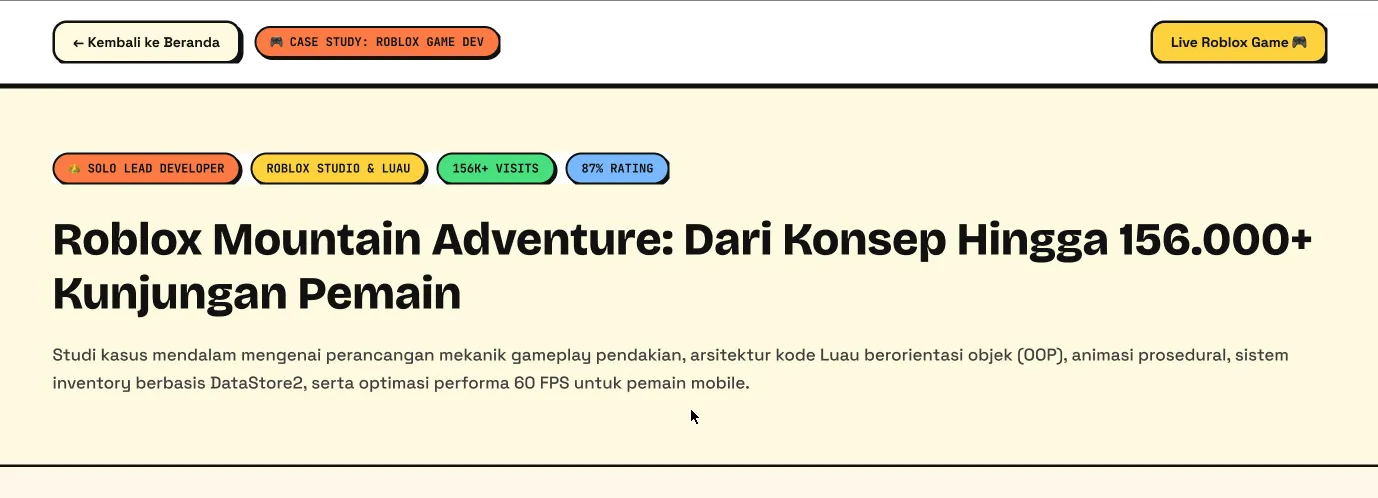 ← Kembali ke Beranda
🎮 CASE STUDY: ROBLOX GAME DEV
Live Roblox Game 🎮
SOLO LEAD DEVELOPER
ROBLOX STUDIO & LUAU
156K+ VISITS
87% RATING
Roblox Mountain Adventure: Dari Konsep Hingga 156.000+
Kunjungan Pemain
Studi kasus mendalam mengenai perancangan mekanik gameplay pendakian, arsitektur kode Luau berorientasi objek (OOP), animasi prosedural, sistem
inventory berbasis DataStore2, serta optimasi performa 60 FPS untuk pemain mobile.